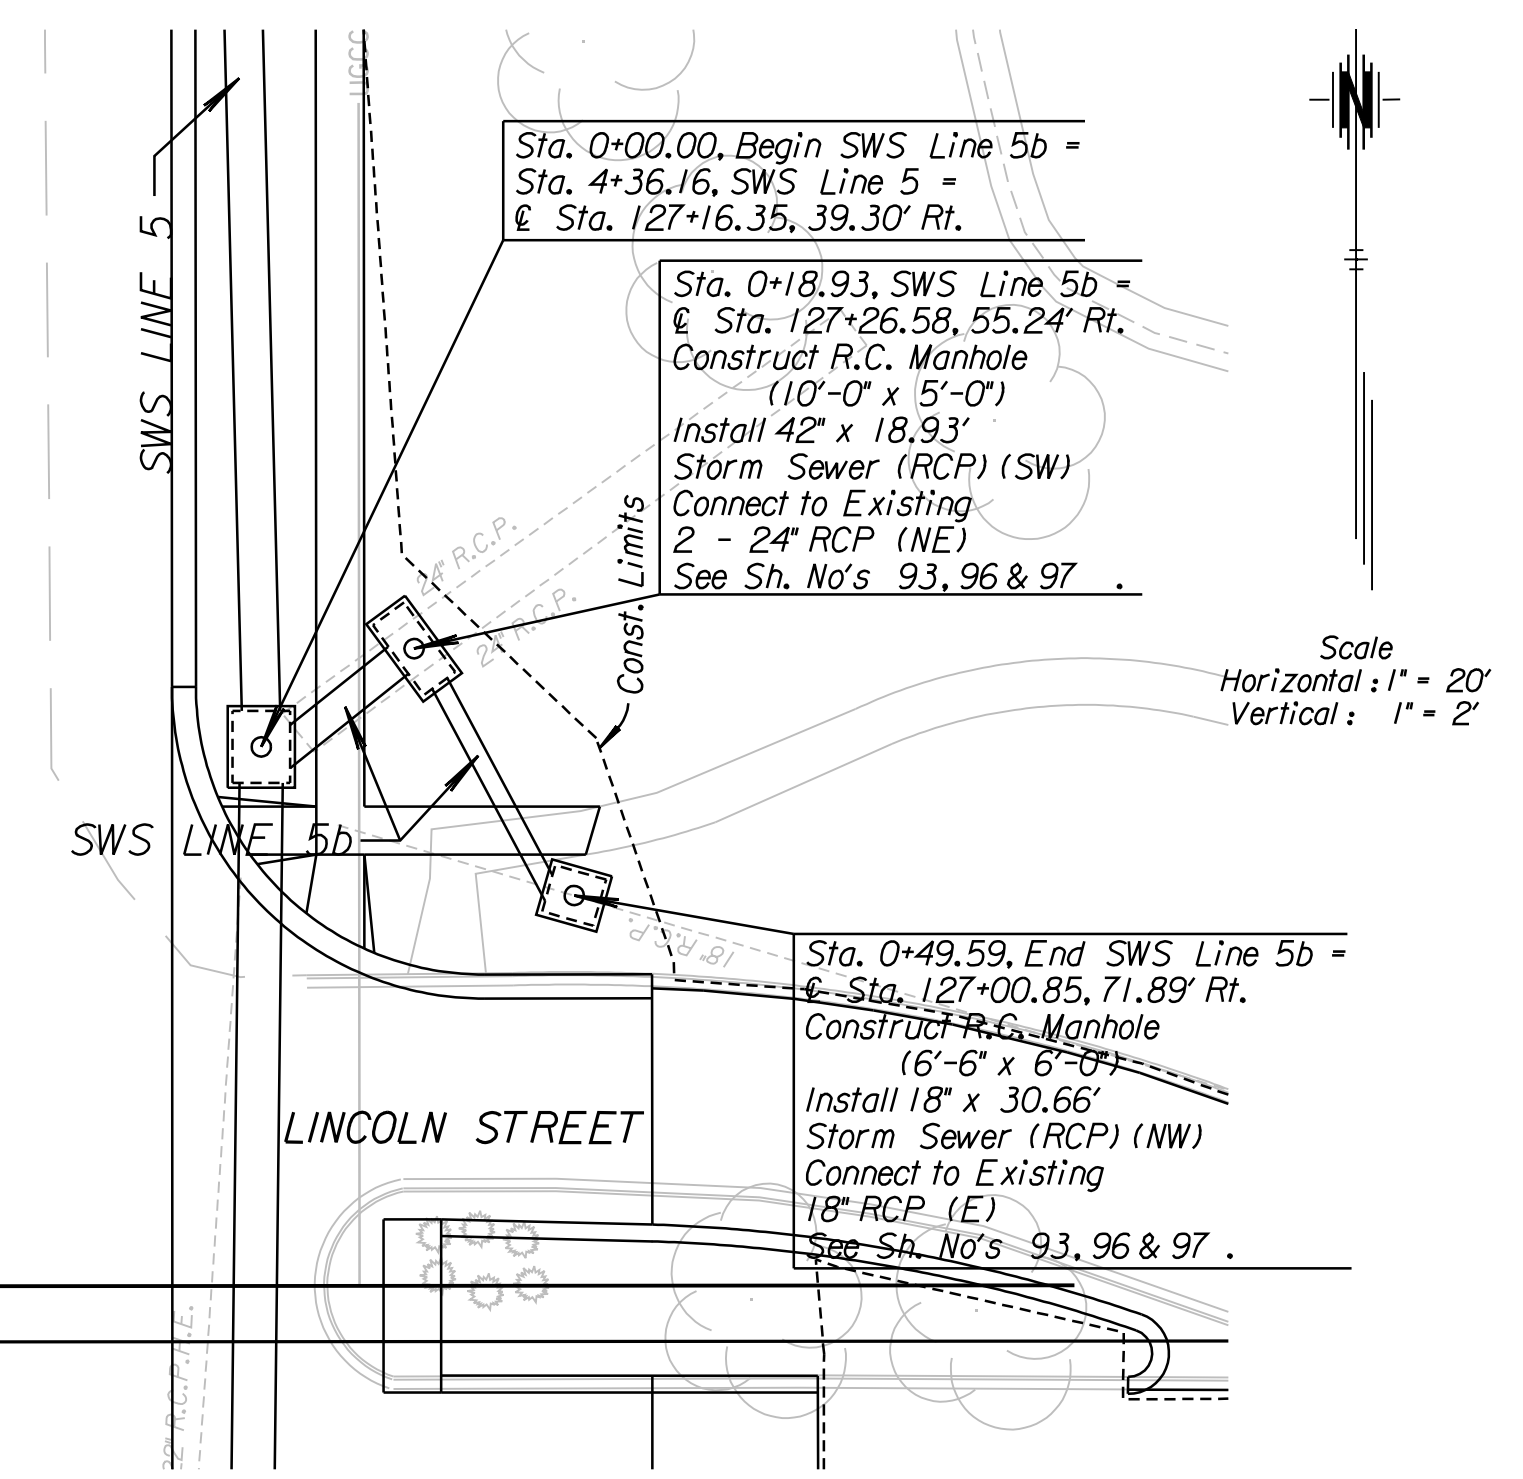 UGCC
N
Sta. 0+00.00, Begin SWS Line 5b =
Sta. 4+36.16, SWS Line 5 =
℄ Sta. 127+16.35, 39.30' Rt.
SWS LINE 5
Sta. 0+18.93, SWS Line 5b =
℄ Sta. 127+26.58, 55.24' Rt.
Construct R.C. Manhole
(10'-0" x 5'-0")
Install 42" x 18.93'
Storm Sewer (RCP) (SW)
Connect to Existing
2 - 24" RCP (NE)
See Sh. No's 93, 96 & 97 .
24" R.C.P.
24" R.C.P.
Const. Limits
Scale
Horizontal : 1" = 20'
Vertical : 1" = 2'
SWS LINE 5b
18" R.C.P.
Sta. 0+49.59, End SWS Line 5b =
℄ Sta. 127+00.85, 71.89' Rt.
Construct R.C. Manhole
(6'-6" x 6'-0")
Install 18" x 30.66'
Storm Sewer (RCP) (NW)
Connect to Existing
18" RCP (E)
See Sh. No's 93, 96 & 97 .
LINCOLN STREET
R.C.P.H.E.